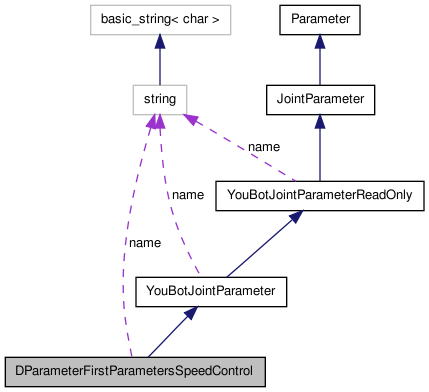 basic_string< char >
Parameter
string
JointParameter
name
YouBotJointParameterReadOnly
name
name
YouBotJointParameter
DParameterFirstParametersSpeedControl